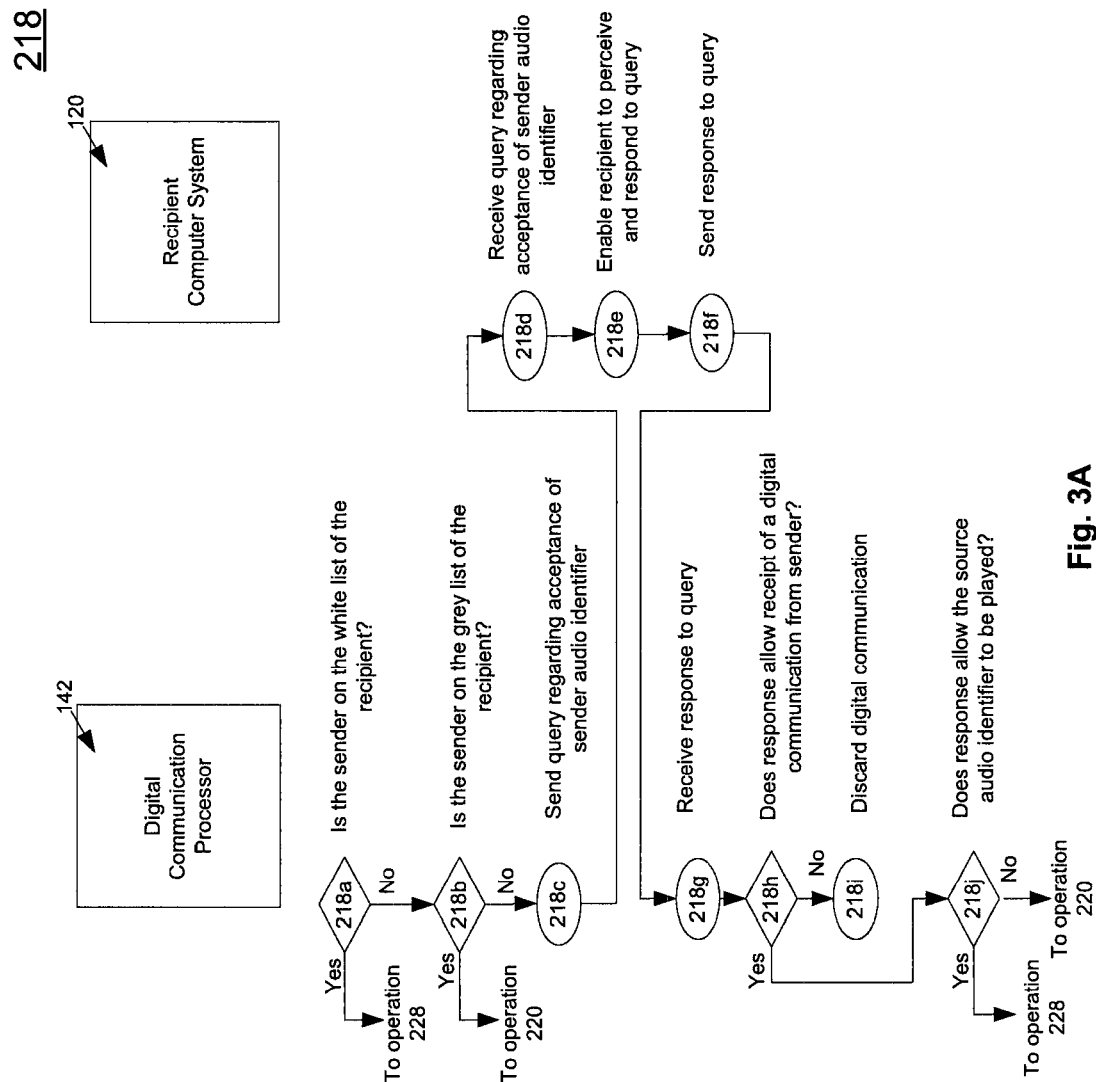 218
142
Digital
Communication
Processor
120
Recipient
Computer System
218a
Is the sender on the white list of the
recipient?
Yes
No
To operation
228
218b
Is the sender on the grey list of the
recipient?
Yes
No
To operation
220
218c
Send query regarding acceptance of
sender audio identifier
218d
Receive query regarding
acceptance of sender audio
identifier
218e
Enable recipient to perceive
and respond to query
218f
Send response to query
218g
Receive response to query
218h
Does response allow receipt of a digital
communication from sender?
Yes
No
218i
Discard digital communication
218j
Does response allow the source
audio identifier to be played?
Yes
No
To operation
228
To operation
220
Fig. 3A